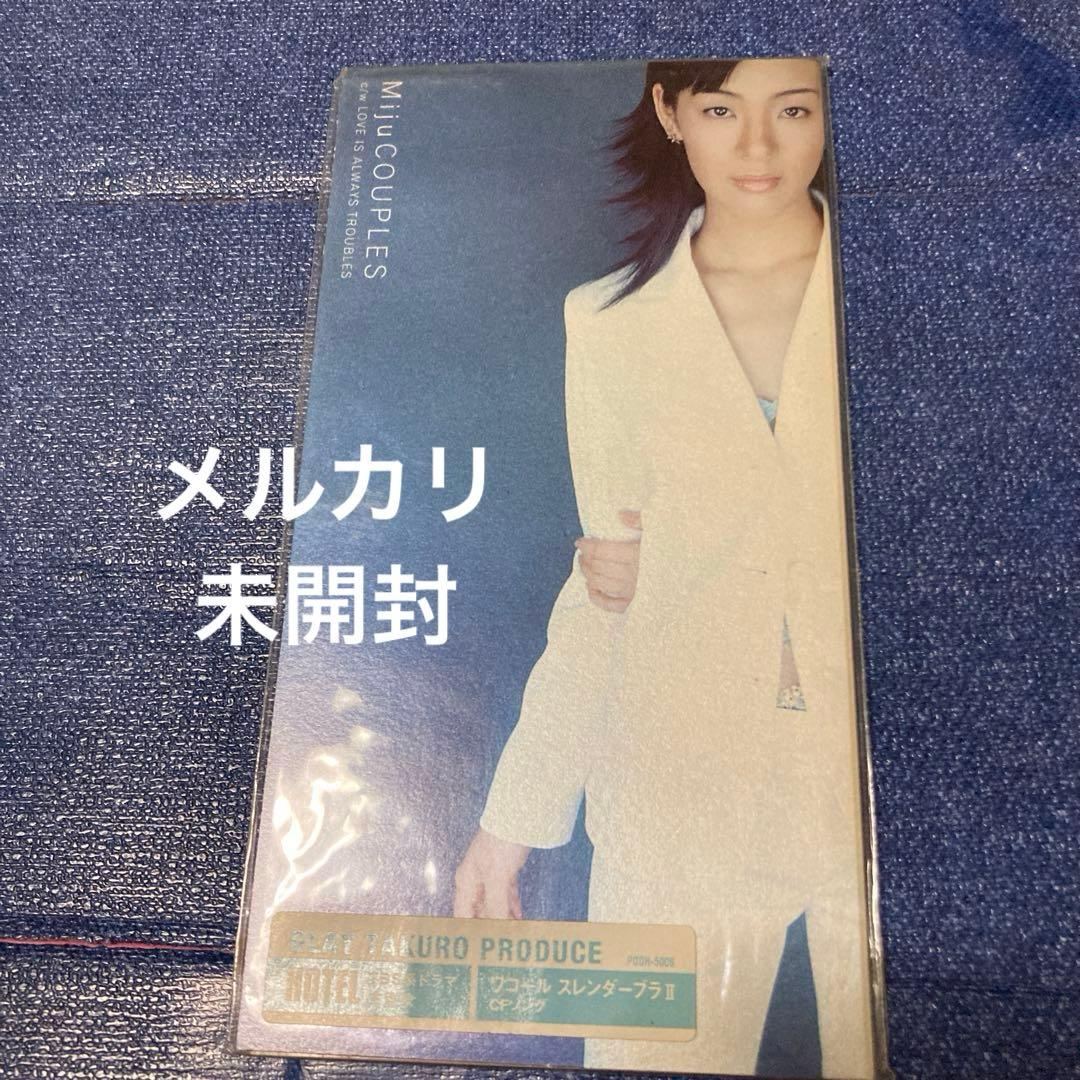 Miju COUPLES
c/w LOVE IS ALWAYS TROUBLES
メルカリ
未開封
GLAY TAKURO PRODUCE
PODH-5006
HOTEL
ドラマ
ワコール スレンダーブラⅡ
CFソング